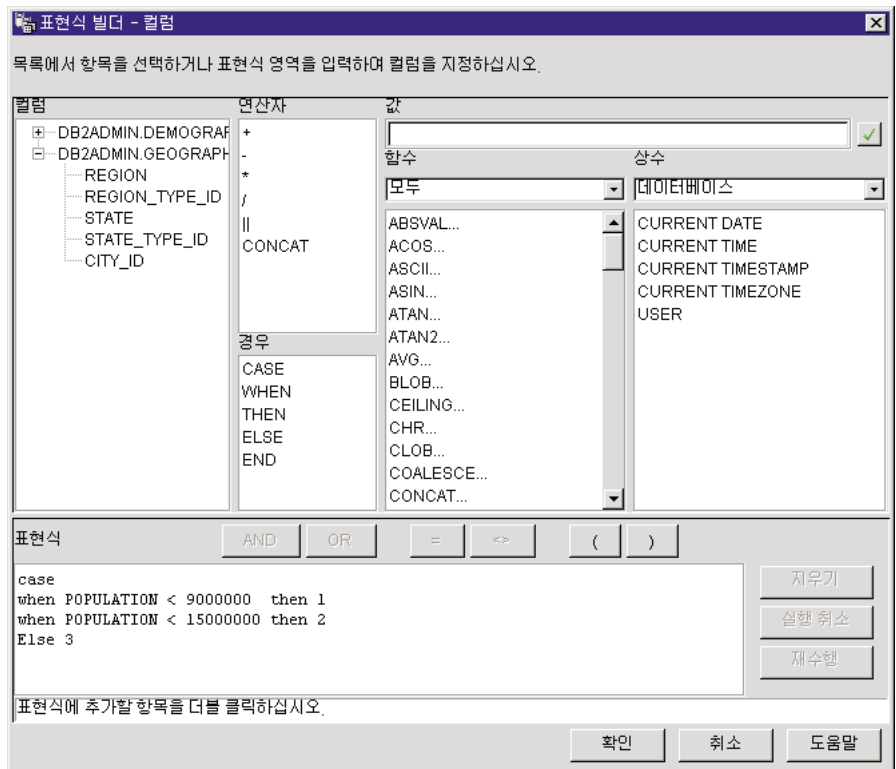 표현식 빌더 - 컬럼
목록에서 항목을 선택하거나 표현식 영역을 입력하며 컬럼을 지정하십시오.
컬럼
DB2ADMIN.DEMOGRAF
DB2ADMIN.GEOGRAPH
REGION
REGION_TYPE_ID
STATE
STATE_TYPE_ID
CITY_ID
연산자
+
-
*
/
||
CONCAT
경우
CASE
WHEN
THEN
ELSE
END
값
함수
모두
ABSVAL...
ACOS...
ASCII...
ASIN...
ATAN...
ATAN2...
AVG...
BLOB...
CEILING...
CHR...
CLOB...
COALESCE...
CONCAT...
상수
데이터베이스
CURRENT DATE
CURRENT TIME
CURRENT TIMESTAMP
CURRENT TIMEZONE
USER
표현식 AND OR = <> ( )
case
when POPULATION < 9000000  then 1
when POPULATION < 15000000 then 2
Else 3
지우기
실행 취소
재수행
표현식에 추가할 항목을 더블 클릭하십시오.
확인 취소 도움말